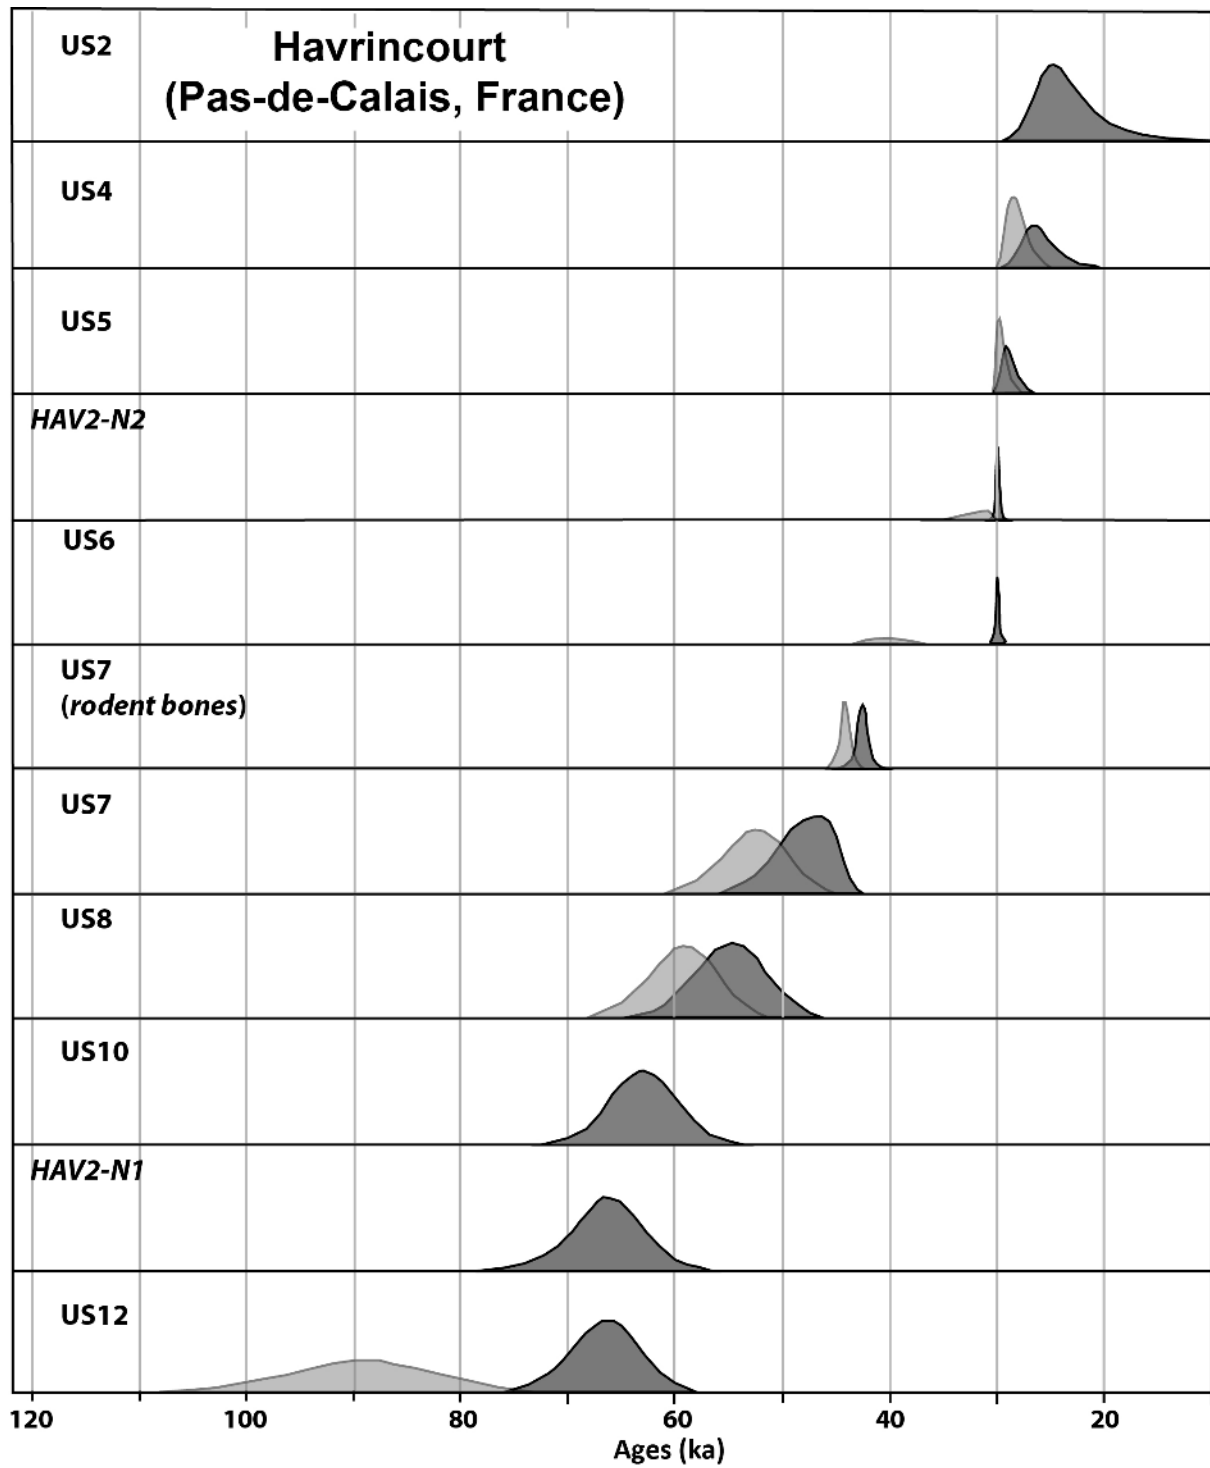 Havrincourt
(Pas-de-Calais, France)
US2
US4
US5
HAV2-N2
US6
US7
(rodent bones)
US7
US8
US10
HAV2-N1
US12
120 100 80 60 40 20
Ages (ka)